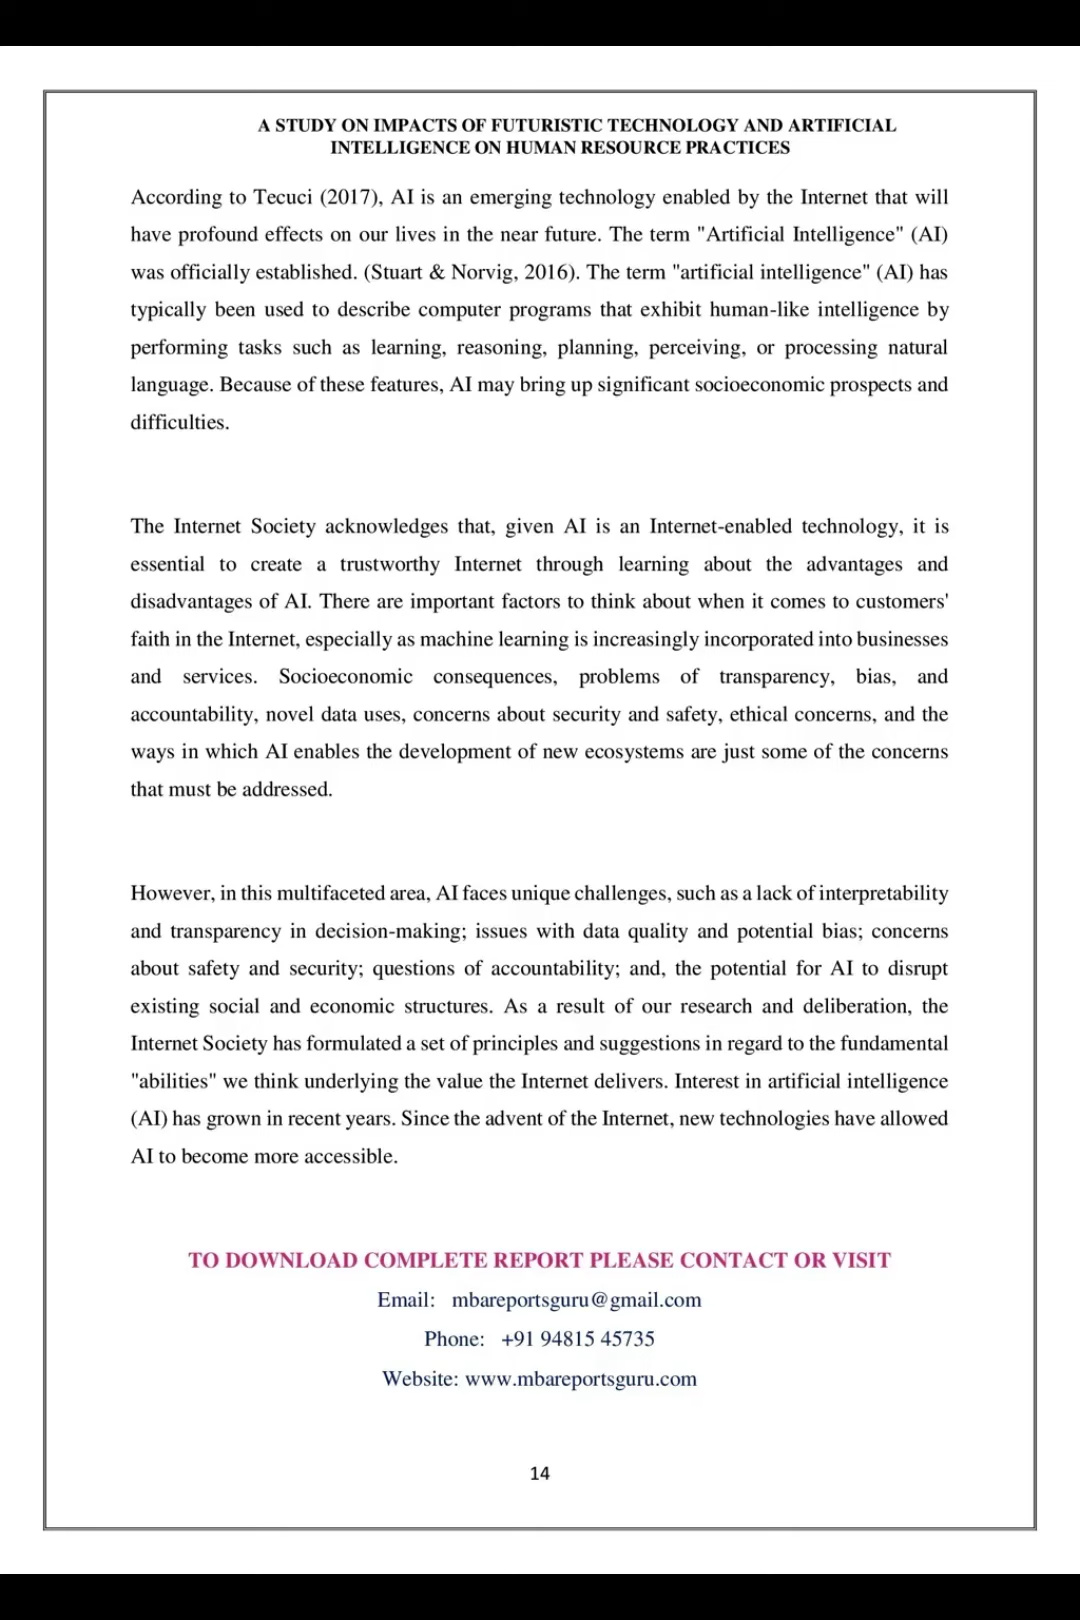 A STUDY ON IMPACTS OF FUTURISTIC TECHNOLOGY AND ARTIFICIAL
INTELLIGENCE ON HUMAN RESOURCE PRACTICES
According to Tecuci (2017), AI is an emerging technology enabled by the Internet that will
have profound effects on our lives in the near future. The term "Artificial Intelligence" (AI)
was officially established. (Stuart & Norvig, 2016). The term "artificial intelligence" (AI) has
typically been used to describe computer programs that exhibit human-like intelligence by
performing tasks such as learning, reasoning, planning, perceiving, or processing natural
language. Because of these features, AI may bring up significant socioeconomic prospects and
difficulties.
The Internet Society acknowledges that, given AI is an Internet-enabled technology, it is
essential to create a trustworthy Internet through learning about the advantages and
disadvantages of AI. There are important factors to think about when it comes to customers'
faith in the Internet, especially as machine learning is increasingly incorporated into businesses
and services. Socioeconomic consequences, problems of transparency, bias, and
accountability, novel data uses, concerns about security and safety, ethical concerns, and the
ways in which AI enables the development of new ecosystems are just some of the concerns
that must be addressed.
However, in this multifaceted area, AI faces unique challenges, such as a lack of interpretability
and transparency in decision-making; issues with data quality and potential bias; concerns
about safety and security; questions of accountability; and, the potential for AI to disrupt
existing social and economic structures. As a result of our research and deliberation, the
Internet Society has formulated a set of principles and suggestions in regard to the fundamental
"abilities" we think underlying the value the Internet delivers. Interest in artificial intelligence
(AI) has grown in recent years. Since the advent of the Internet, new technologies have allowed
AI to become more accessible.
TO DOWNLOAD COMPLETE REPORT PLEASE CONTACT OR VISIT
Email: mbareportsguru@gmail.com
Phone: +91 94815 45735
Website: www.mbareportsguru.com
14